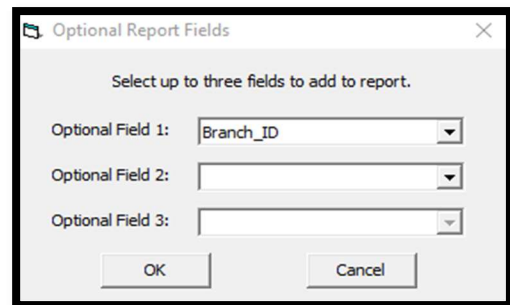 Optional Report Fields
Select up to three fields to add to report.
Optional Field 1: Branch_ID
Optional Field 2:
Optional Field 3:
OK Cancel